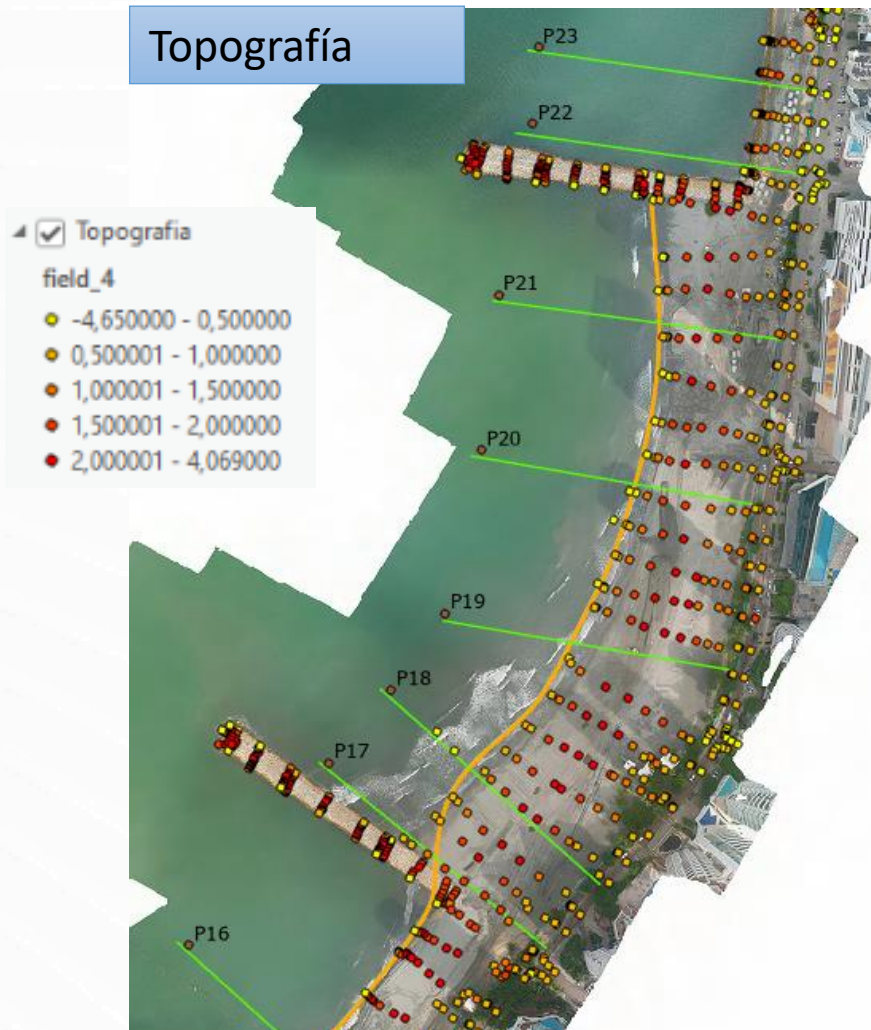 Topografía
Topografia
field_4
-4,650000 - 0,500000
0,500001 - 1,000000
1,000001 - 1,500000
1,500001 - 2,000000
2,000001 - 4,069000
P23
P22
P21
P20
P19
P18
P17
P16